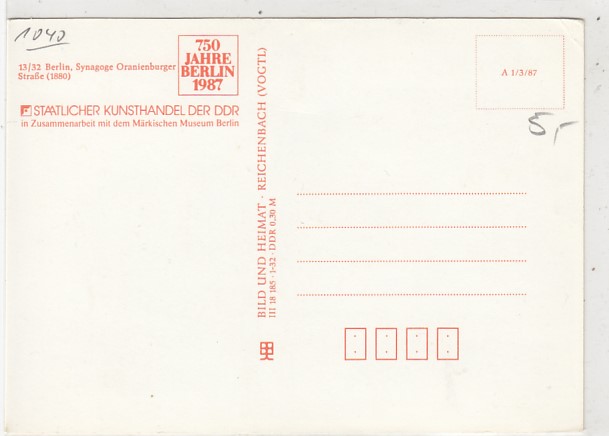 1040
13/32 Berlin, Synagoge Oranienburger
Straße (1880)
750
JAHRE
BERLIN
1987
STAATLICHER KUNSTHANDEL DER DDR
in Zusammenarbeit mit dem Märkischen Museum Berlin
BILD UND HEIMAT · REICHENBACH (VOGTL)
III 18 185 · 1-32 · DDR 0,30 M
A 1/3/87
5,-